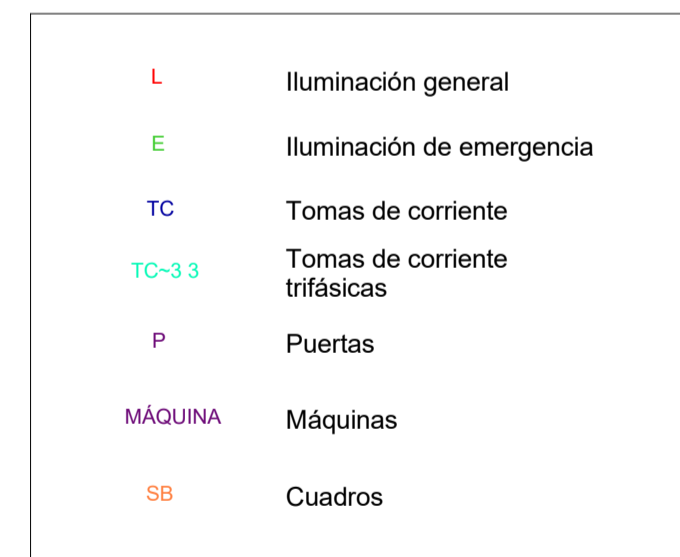 L Iluminación general
E Iluminación de emergencia
TC Tomas de corriente
TC~3 3 Tomas de corriente
trifásicas
P Puertas
MÁQUINA Máquinas
SB Cuadros